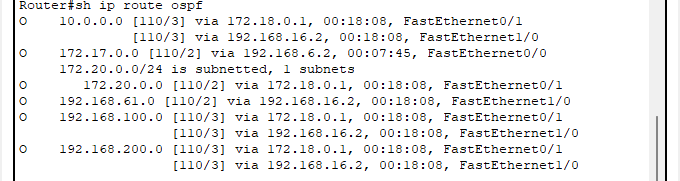 Router#sh ip route ospf
O    10.0.0.0 [110/3] via 172.18.0.1, 00:18:08, FastEthernet0/1
              [110/3] via 192.168.16.2, 00:18:08, FastEthernet1/0
O    172.17.0.0 [110/2] via 192.168.6.2, 00:07:45, FastEthernet0/0
     172.20.0.0/24 is subnetted, 1 subnets
O       172.20.0.0 [110/2] via 172.18.0.1, 00:18:08, FastEthernet0/1
O    192.168.61.0 [110/2] via 192.168.16.2, 00:18:08, FastEthernet1/0
O    192.168.100.0 [110/3] via 172.18.0.1, 00:18:08, FastEthernet0/1
                   [110/3] via 192.168.16.2, 00:18:08, FastEthernet1/0
O    192.168.200.0 [110/3] via 172.18.0.1, 00:18:08, FastEthernet0/1
                   [110/3] via 192.168.16.2, 00:18:08, FastEthernet1/0